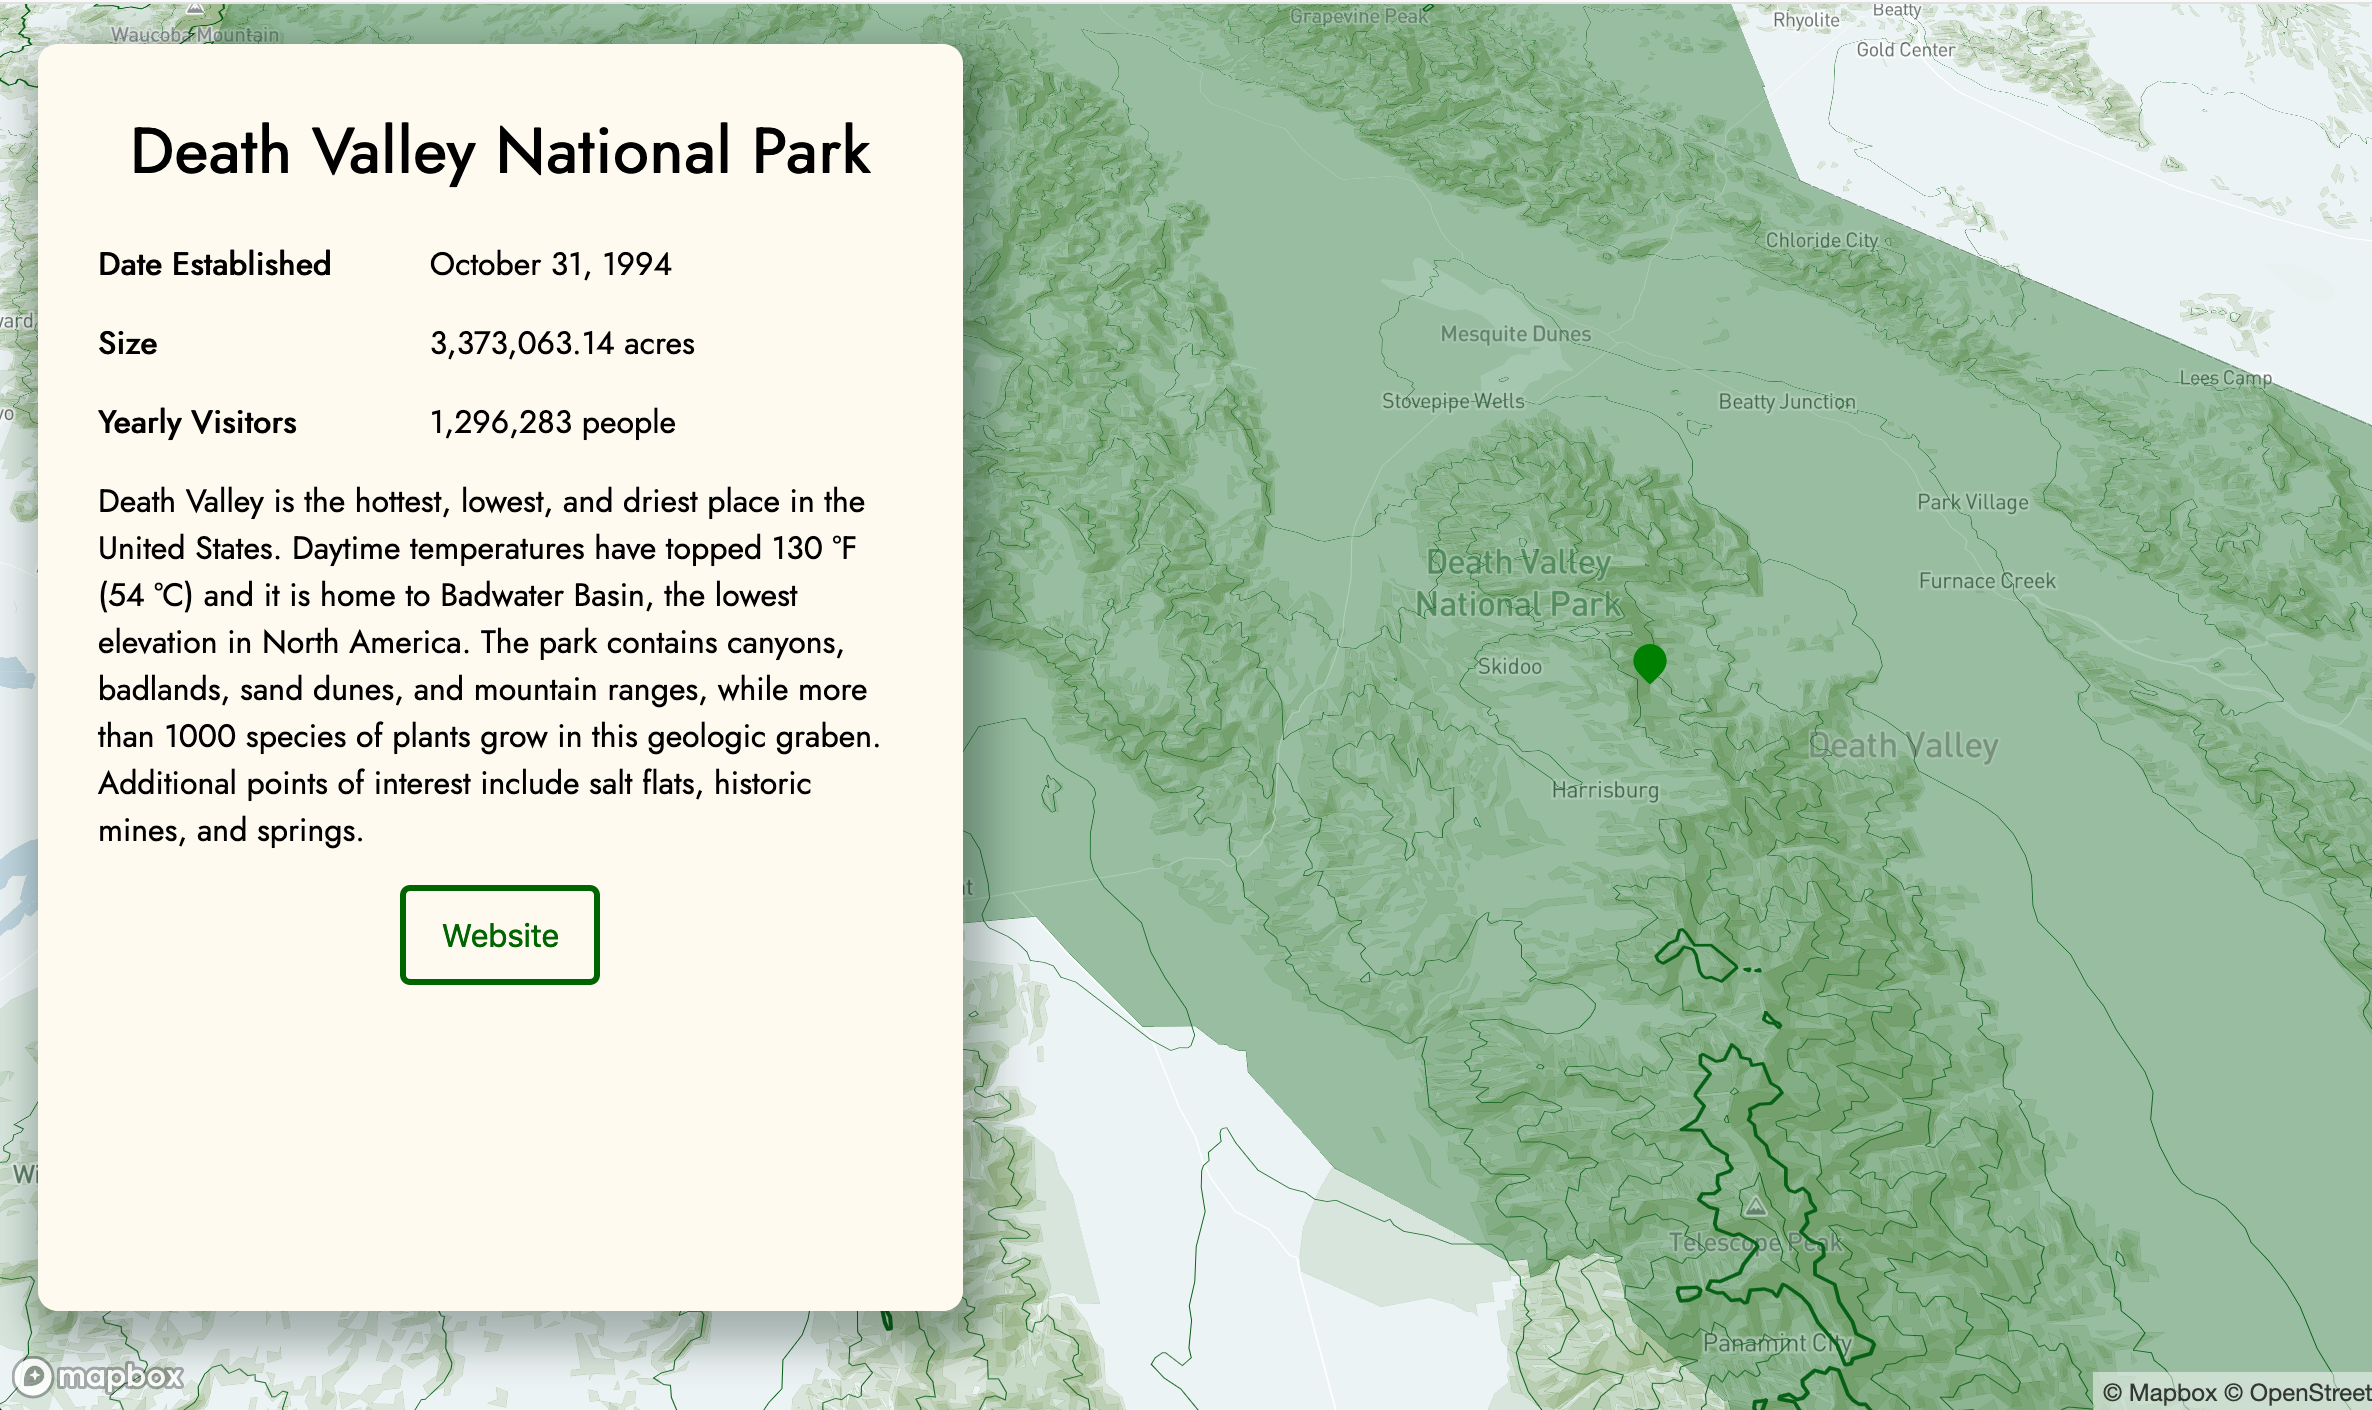 Waucoba Mountain
Grapevine Peak
Rhyolite
Beatty
Gold Center
Death Valley National Park
Date Established October 31, 1994
Size 3,373,063.14 acres
Yearly Visitors 1,296,283 people
Death Valley is the hottest, lowest, and driest place in the
United States. Daytime temperatures have topped 130 °F
(54 °C) and it is home to Badwater Basin, the lowest
elevation in North America. The park contains canyons,
badlands, sand dunes, and mountain ranges, while more
than 1000 species of plants grow in this geologic graben.
Additional points of interest include salt flats, historic
mines, and springs.
Website
Chloride City
Mesquite Dunes
Lees Camp
Stovepipe Wells
Beatty Junction
Park Village
Death Valley
National Park
Furnace Creek
Skidoo
Death Valley
Harrisburg
Telescope Peak
Panamint City
mapbox
© Mapbox © OpenStreet